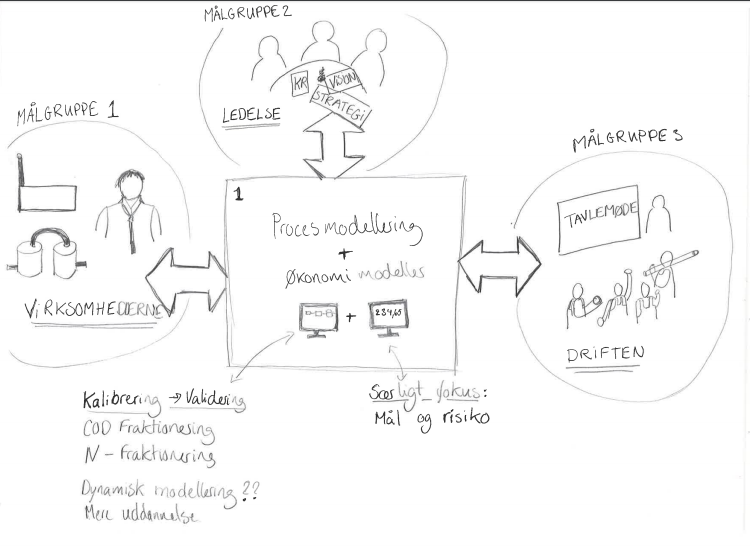 MÅLGRUPPE 2
KR
VISION
STRATEGI
LEDELSE
MÅLGRUPPE 1
VIRKSOMHEDERNE
MÅLGRUPPE 3
TAVLEMØDE
DRIFTEN
1
Procesmodellering
+
Økonomi modelles
+
234,65
Kalibrering → Validering
COD Fraktionering
N - Fraktionering
Dynamisk modellering ??
Mere uddannelse
Særligt fokus:
Mål og risiko